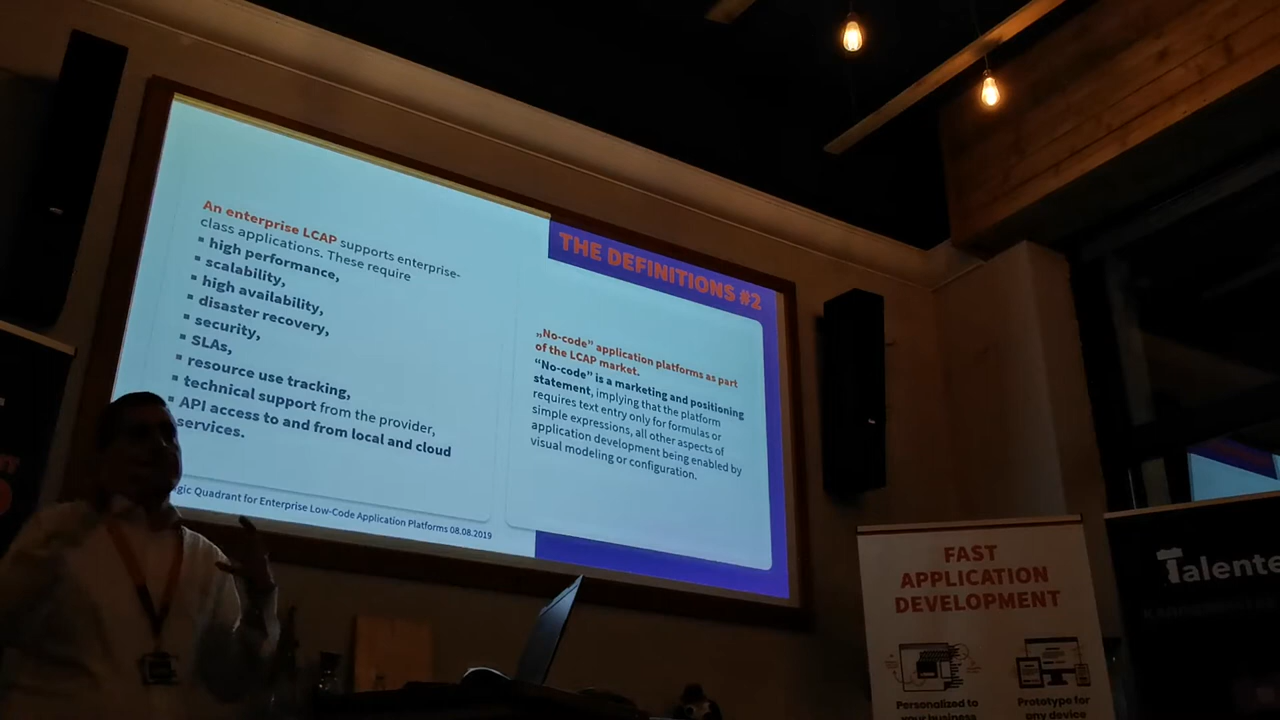 An enterprise LCAP supports enterprise-
class applications. These require
▪ high performance,
▪ scalability,
▪ high availability,
▪ disaster recovery,
▪ security,
▪ SLAs,
▪ resource use tracking,
▪ technical support from the provider,
▪ API access to and from local and cloud
services.
Quadrant for Enterprise Low-Code Application Platforms 08.08.2019
THE DEFINITIONS #2
„No-code” application platforms as part
of the LCAP market.
“No-code” is a marketing and positioning
statement, implying that the platform
requires text entry only for formulas or
simple expressions, all other aspects of
application development being enabled by
visual modeling or configuration.
FAST
APPLICATION
DEVELOPMENT
Personalized to
your business
Prototype for
any device
Talente